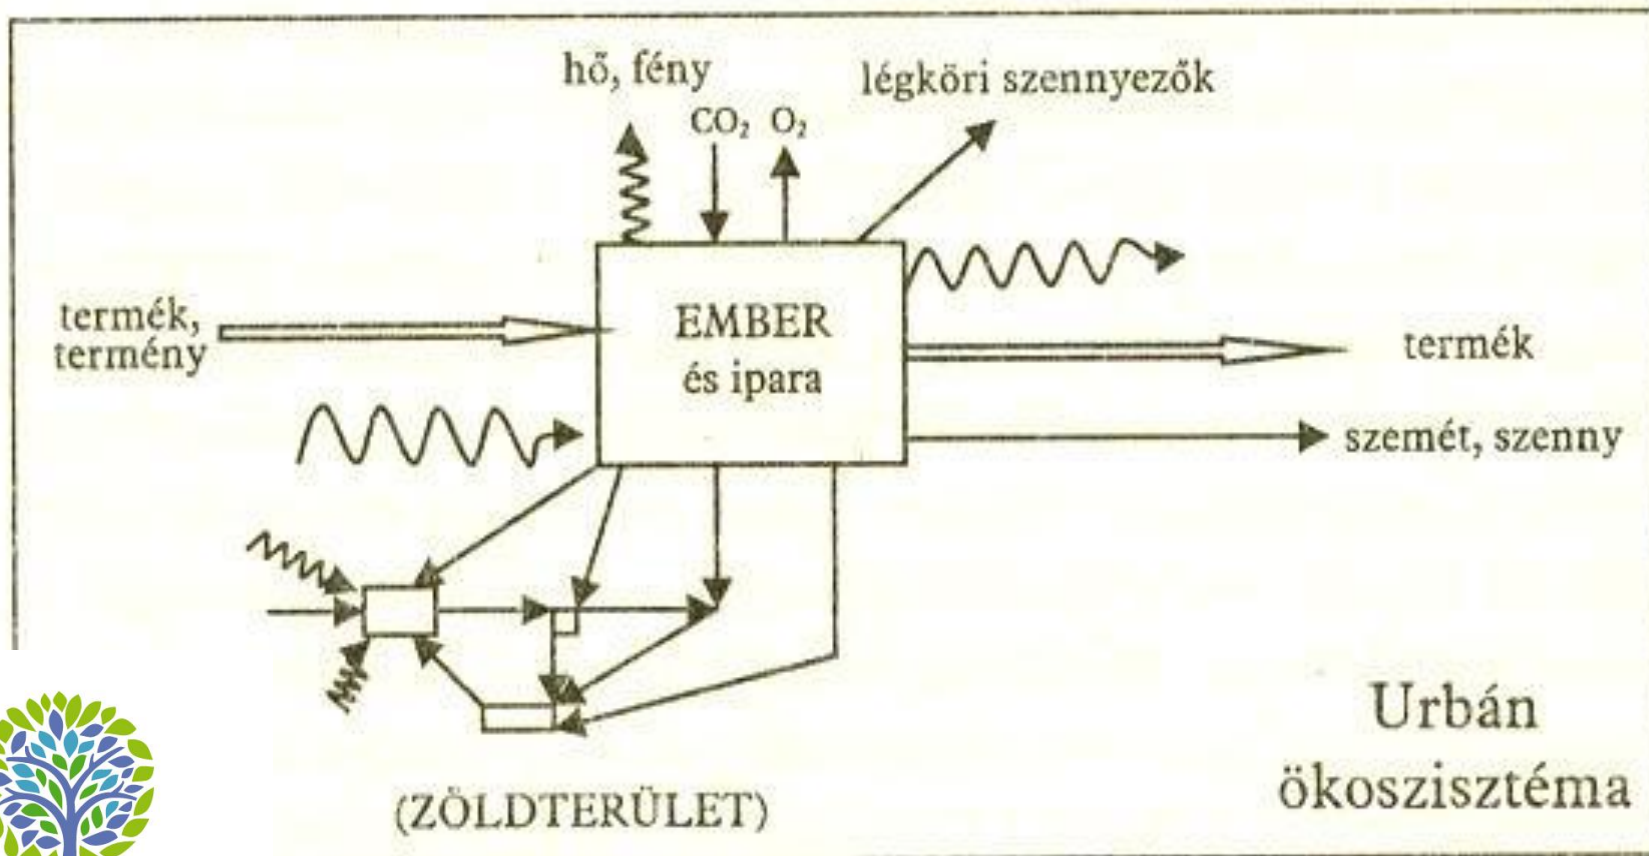 hő, fény
légköri szennyezők
CO₂ O₂
termék,
termény
EMBER
és ipara
termék
szemét, szenny
Urbán
ökoszisztéma
(ZÖLDTERÜLET)